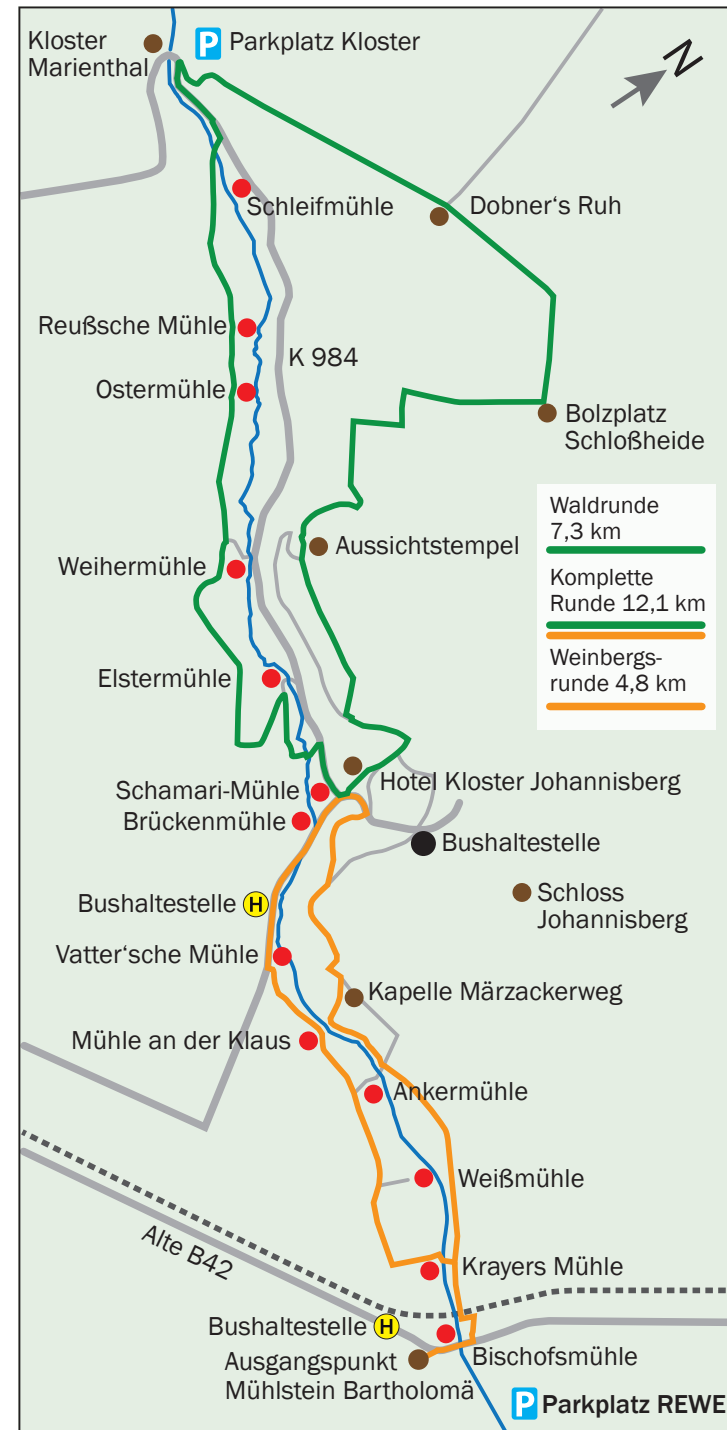 Kloster
Marienthal
P Parkplatz Kloster
N
Schleifmühle
Dobner‘s Ruh
Reußsche Mühle
K 984
Ostermühle
Bolzplatz
Schloßheide
Waldrunde
7,3 km
Komplette
Runde 12,1 km
Weinbergs-
runde 4,8 km
Aussichtstempel
Weihermühle
Elstermühle
Hotel Kloster Johannisberg
Schamari-Mühle
Brückenmühle
Bushaltestelle
Bushaltestelle H
Schloss
Johannisberg
Vatter‘sche Mühle
Kapelle Märzackerweg
Mühle an der Klaus
Ankermühle
Weißmühle
Alte B42
Krayers Mühle
Bushaltestelle H
Bischofsmühle
Ausgangspunkt
Mühlstein Bartholomä
P Parkplatz REWE